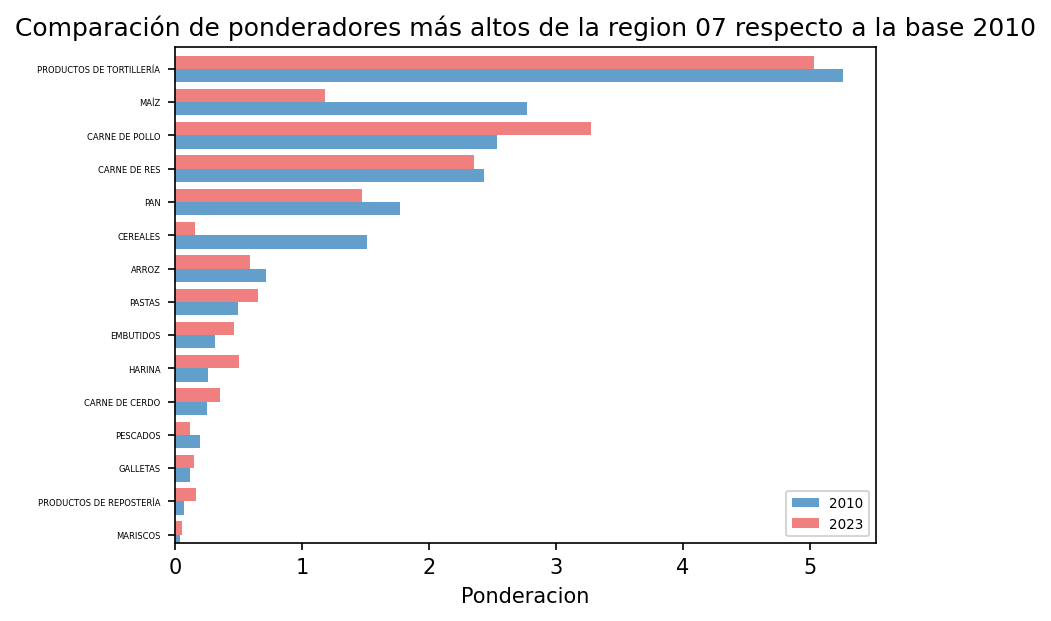 Comparación de ponderadores más altos de la region 07 respecto a la base 2010
PRODUCTOS DE TORTILLERÍA
MAÍZ
CARNE DE POLLO
CARNE DE RES
PAN
CEREALES
ARROZ
PASTAS
EMBUTIDOS
HARINA
CARNE DE CERDO
PESCADOS
GALLETAS
PRODUCTOS DE REPOSTERÍA
MARISCOS
2010
2023
0 1 2 3 4 5
Ponderacion